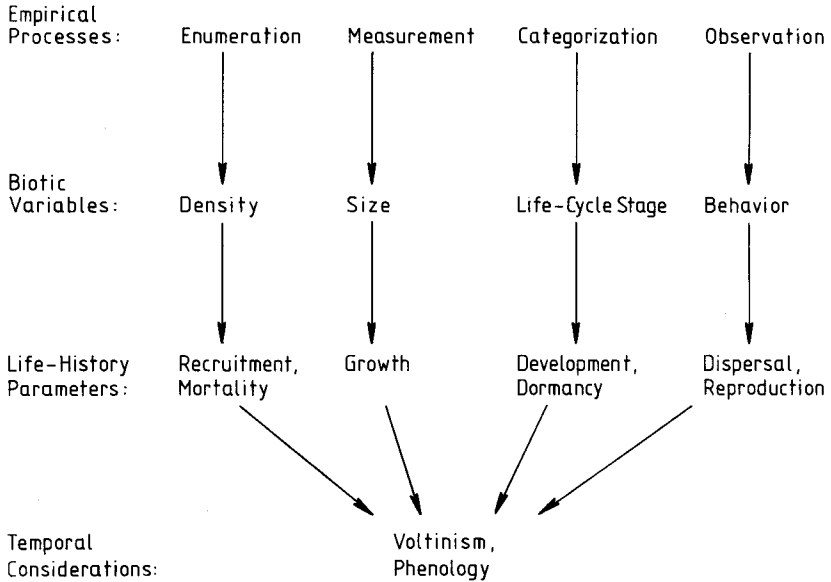 Empirical
Processes: Enumeration Measurement Categorization Observation
Biotic
Variables: Density Size Life-Cycle Stage Behavior
Life-History Recruitment, Growth Development, Dispersal,
Parameters: Mortality Dormancy Reproduction
Temporal Voltinism,
Considerations: Phenology